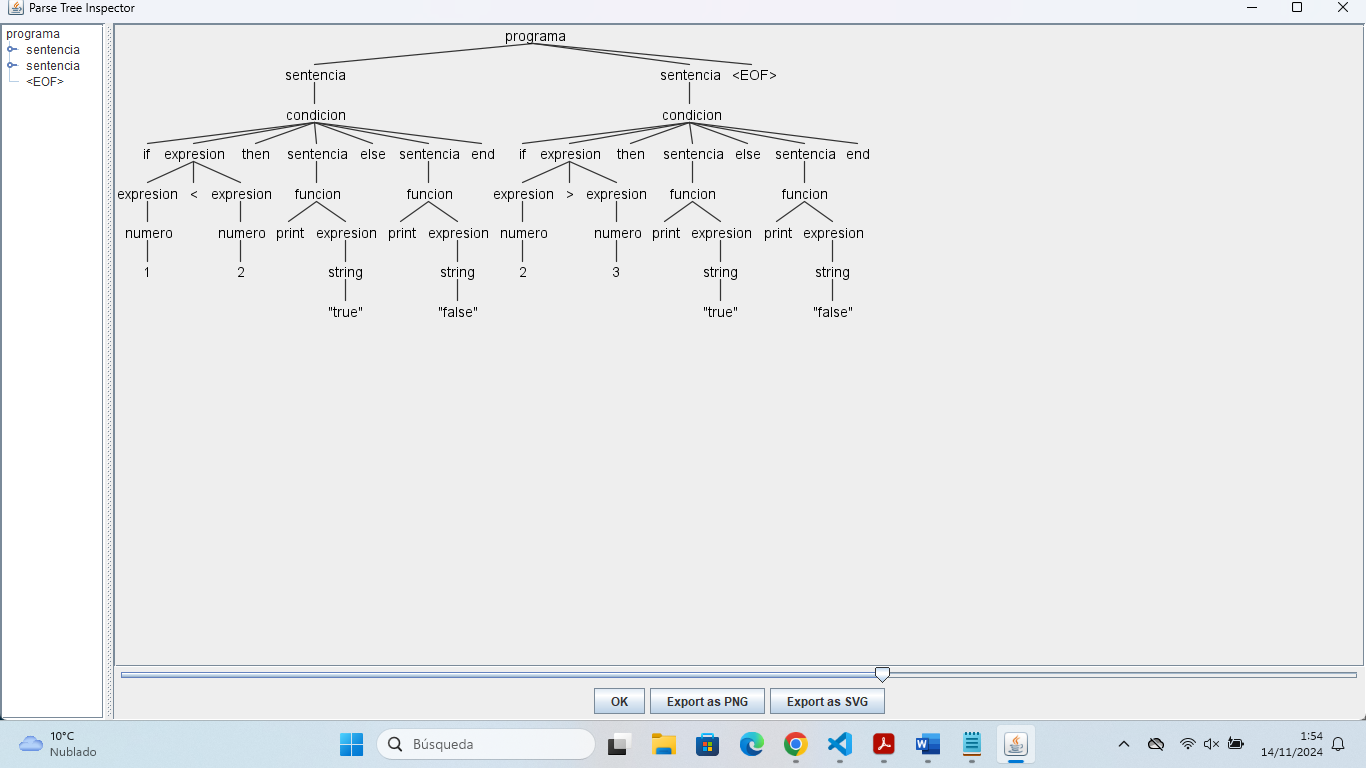 Parse Tree Inspector
programa
sentencia
sentencia
<EOF>
programa
sentencia sentencia <EOF>
condicion condicion
if expresion then sentencia else sentencia end if expresion then sentencia else sentencia end
expresion < expresion funcion funcion expresion > expresion funcion funcion
numero numero print expresion print expresion numero numero print expresion print expresion
1 2 string string 2 3 string string
"true" "false" "true" "false"
OK Export as PNG Export as SVG
10°C
Nublado
Búsqueda
1:54
14/11/2024